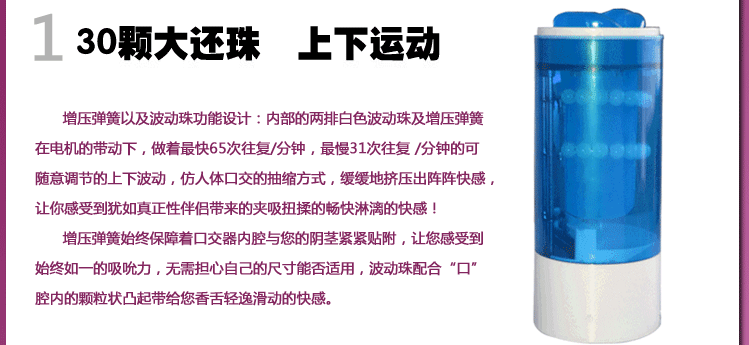 1 30颗大还珠 上下运动
增压弹簧以及波动珠功能设计：内部的两排白色波动珠及增压弹簧
在电机的带动下，做着最快65次往复/分钟，最慢31次往复 /分钟的可
随意调节的上下波动，仿人体口交的抽缩方式，缓缓地挤压出阵阵快感，
让你感受到犹如真正性伴侣带来的夹吸扭揉的畅快淋漓的快感！
增压弹簧始终保障着口交器内腔与您的阴茎紧紧贴附，让您感受到
始终如一的吸吮力，无需担心自己的尺寸能否适用，波动珠配合“口”
腔内的颗粒状凸起带给您香舌轻逸滑动的快感。